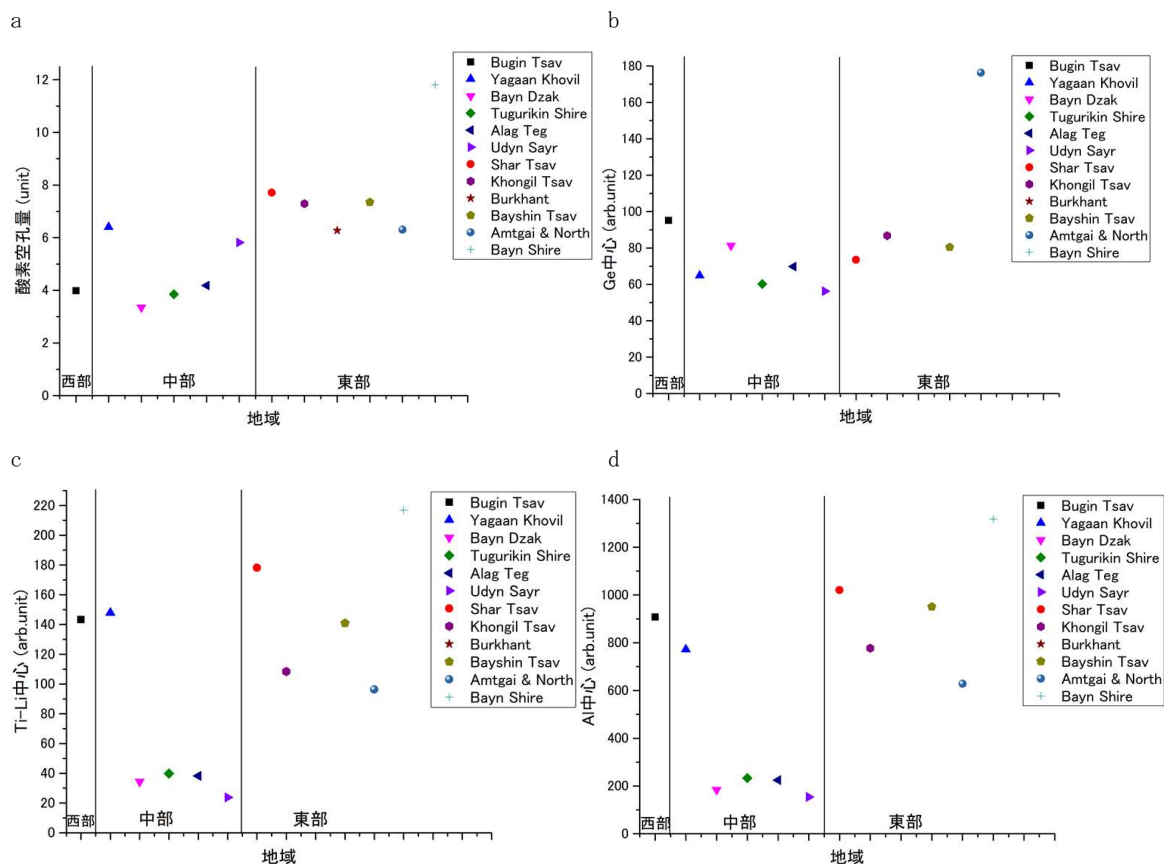 a
酸素空孔量 (unit)
12
10
8
6
4
2
0
西部
中部
東部
地域
Bugin Tsav
Yagaan Khovil
Bayn Dzak
Tugurikin Shire
Alag Teg
Udyn Sayr
Shar Tsav
Khongil Tsav
Burkhant
Bayshin Tsav
Amtgai & North
Bayn Shire
b
Ge中心 (arb.unit)
180
160
140
120
100
80
60
40
20
0
西部
中部
東部
地域
Bugin Tsav
Yagaan Khovil
Bayn Dzak
Tugurikin Shire
Alag Teg
Udyn Sayr
Shar Tsav
Khongil Tsav
Burkhant
Bayshin Tsav
Amtgai & North
Bayn Shire
c
Ti-Li中心 (arb.unit)
220
200
180
160
140
120
100
80
60
40
20
0
西部
中部
東部
地域
Bugin Tsav
Yagaan Khovil
Bayn Dzak
Tugurikin Shire
Alag Teg
Udyn Sayr
Shar Tsav
Khongil Tsav
Burkhant
Bayshin Tsav
Amtgai & North
Bayn Shire
d
Al中心 (arb.unit)
1400
1200
1000
800
600
400
200
0
西部
中部
東部
地域
Bugin Tsav
Yagaan Khovil
Bayn Dzak
Tugurikin Shire
Alag Teg
Udyn Sayr
Shar Tsav
Khongil Tsav
Burkhant
Bayshin Tsav
Amtgai & North
Bayn Shire